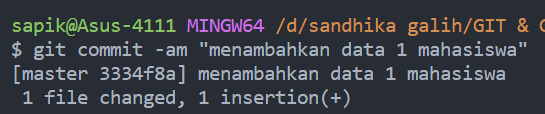 sapik@Asus-4111 MINGW64 /d/sandhika galih/GIT &
$ git commit -am "menambahkan data 1 mahasiswa"
[master 3334f8a] menambahkan data 1 mahasiswa
1 file changed, 1 insertion(+)